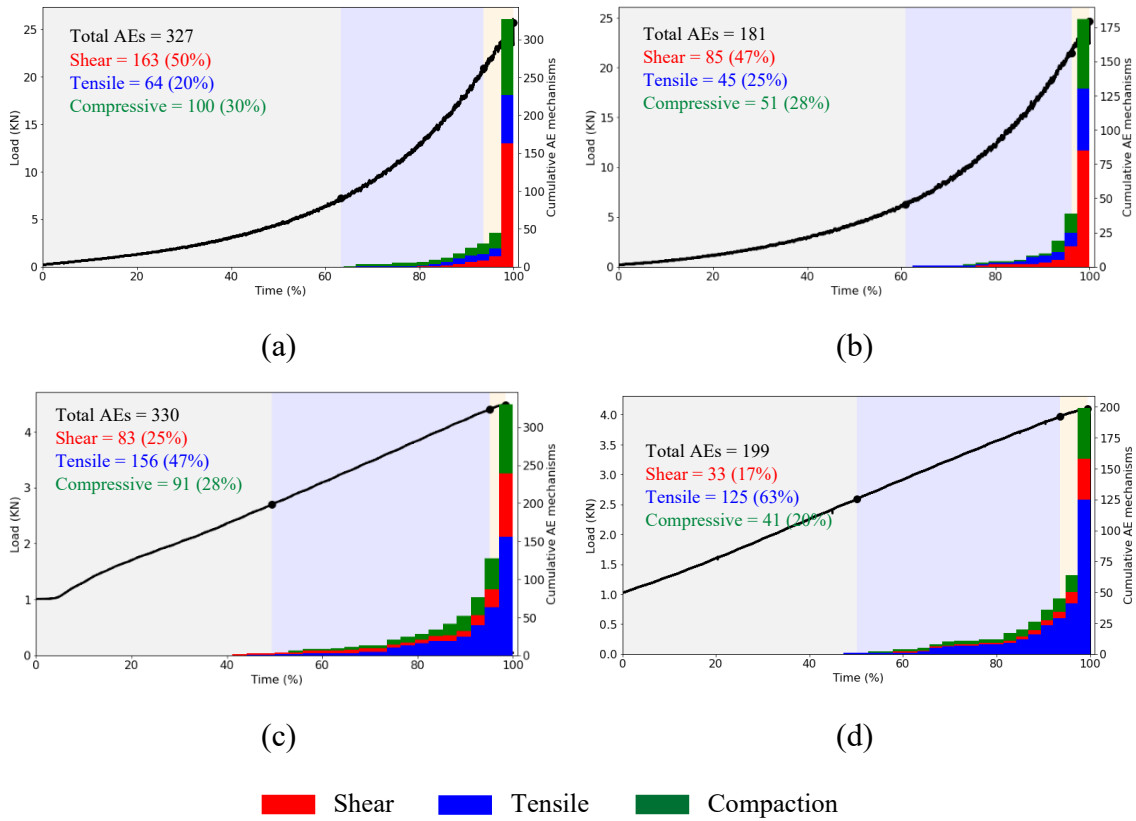 Total AEs = 327
Shear = 163 (50%)
Tensile = 64 (20%)
Compressive = 100 (30%)
Load (KN)
25
20
15
10
5
0
0 20 40 60 80 100
Time (%)
300
250
200
150
100
50
0
Cumulative AE mechanisms
(a)
Total AEs = 181
Shear = 85 (47%)
Tensile = 45 (25%)
Compressive = 51 (28%)
Load (KN)
25
20
15
10
5
0
0 20 40 60 80 100
Time (%)
175
150
125
100
75
50
25
0
Cumulative AE mechanisms
(b)
Total AEs = 330
Shear = 83 (25%)
Tensile = 156 (47%)
Compressive = 91 (28%)
Load (KN)
4
3
2
1
0
0 20 40 60 80 100
Time (%)
300
250
200
150
100
50
0
Cumulative AE mechanisms
(c)
Total AEs = 199
Shear = 33 (17%)
Tensile = 125 (63%)
Compressive = 41 (20%)
Load (KN)
4.0
3.5
3.0
2.5
2.0
1.5
1.0
0.5
0.0
0 20 40 60 80 100
Time (%)
200
175
150
125
100
75
50
25
0
Cumulative AE mechanisms
(d)
Shear Tensile Compaction